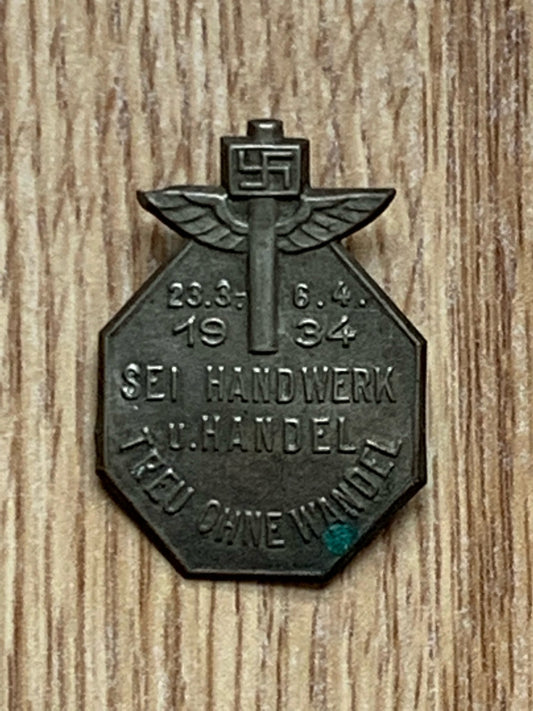 23.3.- 6.4.
1934
SEI HANDWERK
u. HANDEL
TREU OHNE WANDEL